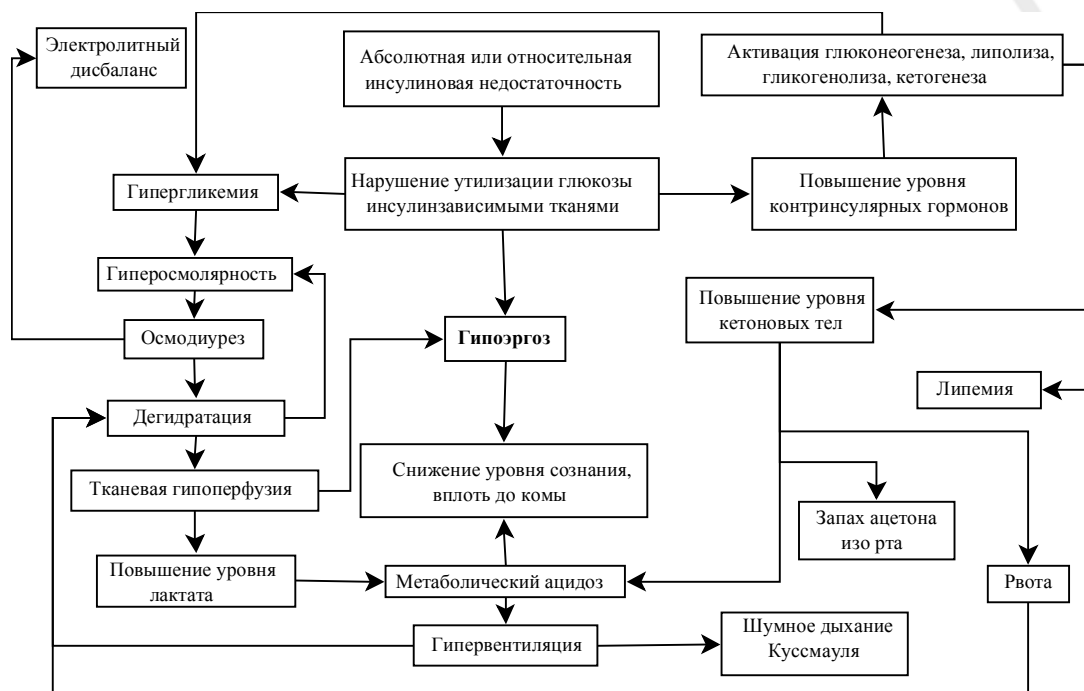 Электролитный
дисбаланс
Абсолютная или относительная
инсулиновая недостаточность
Активация глюконеогенеза, липолиза,
гликогенолиза, кетогенеза
Гипергликемия
Нарушение утилизации глюкозы
инсулинзависимыми тканями
Повышение уровня
контринсулярных гормонов
Гиперосмолярность
Повышение уровня
кетоновых тел
Осмодиурез
Гипоэргоз
Липемия
Дегидратация
Снижение уровня сознания,
вплоть до комы
Тканевая гипоперфузия
Запах ацетона
изо рта
Повышение уровня
лактата
Метаболический ацидоз
Рвота
Гипервентиляция
Шумное дыхание
Куссмауля